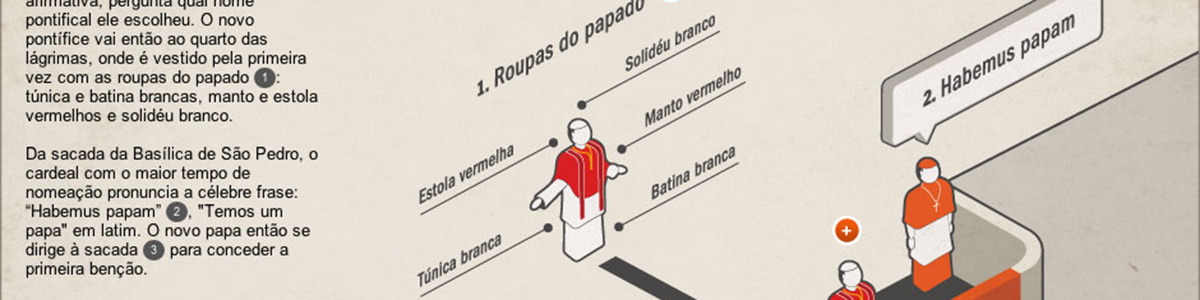 afirmativa, pergunta qual nome
pontifical ele escolheu. O novo
pontífice vai então ao quarto das
lágrimas, onde é vestido pela primeira
vez com as roupas do papado 1:
túnica e batina brancas, manto e estola
vermelhos e solidéu branco.
Da sacada da Basílica de São Pedro, o
cardeal com o maior tempo de
nomeação pronuncia a célebre frase:
“Habemus papam” 2, "Temos um
papa" em latim. O novo papa então se
dirige à sacada 3 para conceder a
primeira benção.
1. Roupas do papado
Solidéu branco
Manto vermelho
Estola vermelha
Batina branca
Túnica branca
2. Habemus papam